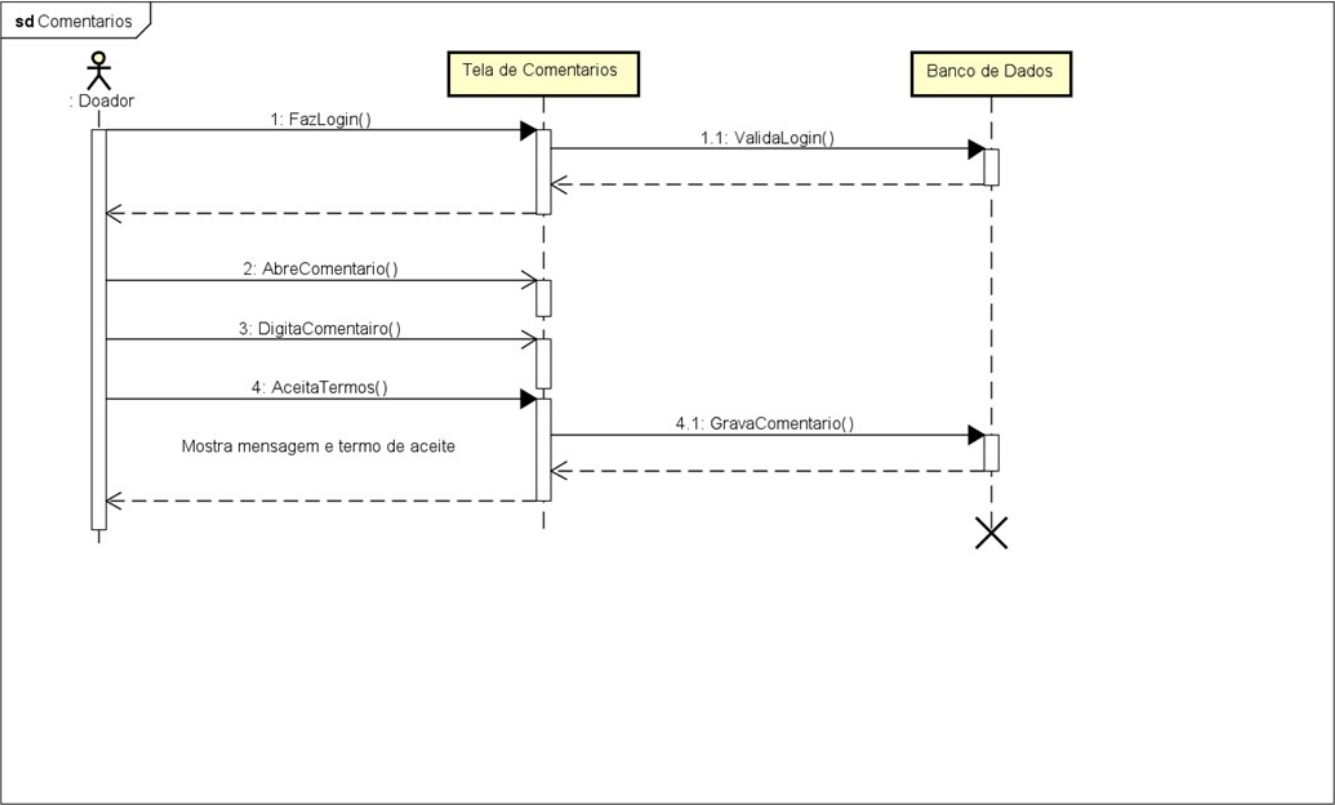 sd Comentarios
: Doador
Tela de Comentarios
Banco de Dados
1: FazLogin()
1.1: ValidaLogin()
2: AbreComentario()
3: DigitaComentairo()
4: AceitaTermos()
4.1: GravaComentario()
Mostra mensagem e termo de aceite